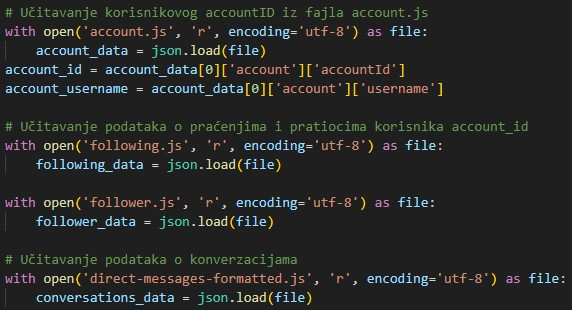 # Učitavanje korisnikovog accountID iz fajla account.js
with open('account.js', 'r', encoding='utf-8') as file:
    account_data = json.load(file)
account_id = account_data[0]['account']['accountId']
account_username = account_data[0]['account']['username']

# Učitavanje podataka o praćenjima i pratiocima korisnika account_id
with open('following.js', 'r', encoding='utf-8') as file:
    following_data = json.load(file)

with open('follower.js', 'r', encoding='utf-8') as file:
    follower_data = json.load(file)

# Učitavanje podataka o konverzacijama
with open('direct-messages-formatted.js', 'r', encoding='utf-8') as file:
    conversations_data = json.load(file)